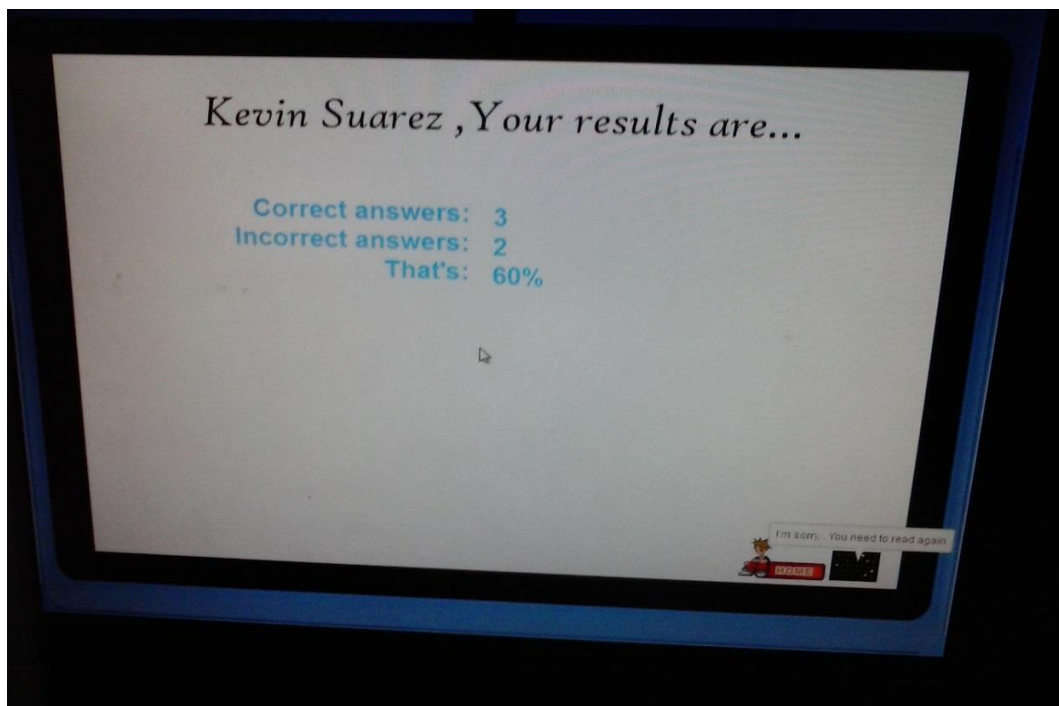 Kevin Suarez ,Your results are...
Correct answers: 3
Incorrect answers: 2
That's: 60%
I'm sorry.. You need to read again
HOME